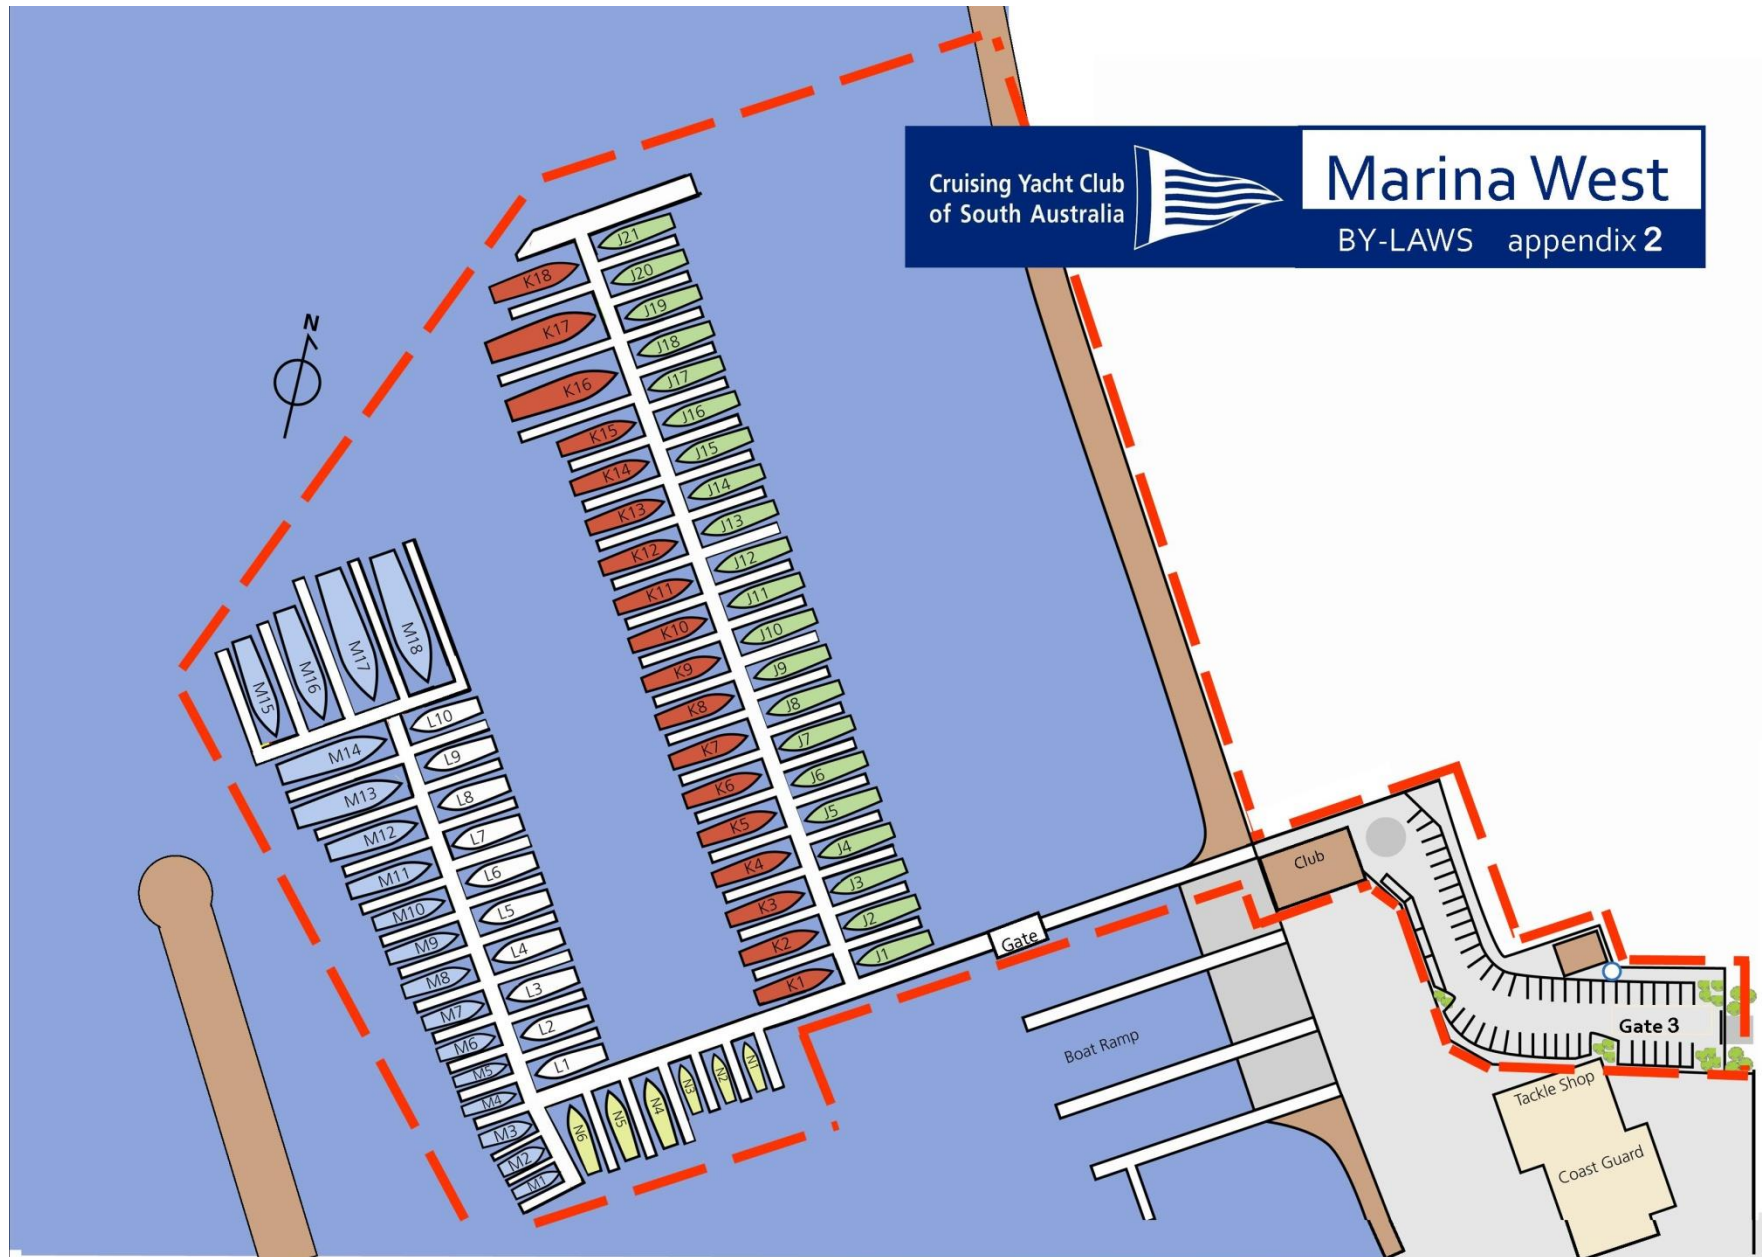 Cruising Yacht Club
of South Australia
Marina West
BY-LAWS appendix 2
N
J21
J20
J19
J18
J17
J16
J15
J14
J13
J12
J11
J10
J9
J8
J7
J6
J5
J4
J3
J2
J1
K18
K17
K16
K15
K14
K13
K12
K11
K10
K9
K8
K7
K6
K5
K4
K3
K2
K1
M18
M17
M16
M15
M14
M13
M12
M11
M10
M9
M8
M7
M6
M5
M4
M3
M2
M1
L10
L9
L8
L7
L6
L5
L4
L3
L2
L1
N6
N5
N4
N3
N2
N1
Gate
Club
Boat Ramp
Gate 3
Tackle Shop
Coast Guard